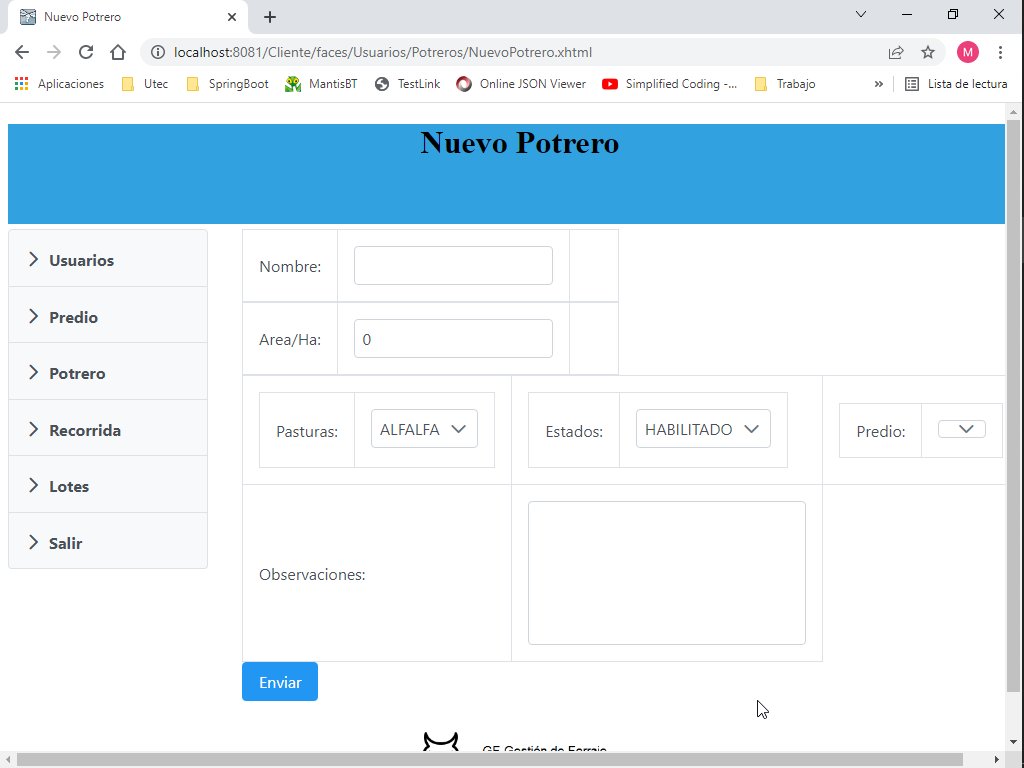 Nuevo Potrero
localhost:8081/Cliente/faces/Usuarios/Potreros/NuevoPotrero.xhtml
M
Aplicaciones Utec SpringBoot MantisBT TestLink Online JSON Viewer Simplified Coding -... Trabajo » Lista de lectura
Nuevo Potrero
Usuarios
Predio
Potrero
Recorrida
Lotes
Salir
Nombre:
Area/Ha: 0
Pasturas: ALFALFA Estados: HABILITADO Predio:
Observaciones:
Enviar
GF Gestión de Forraje